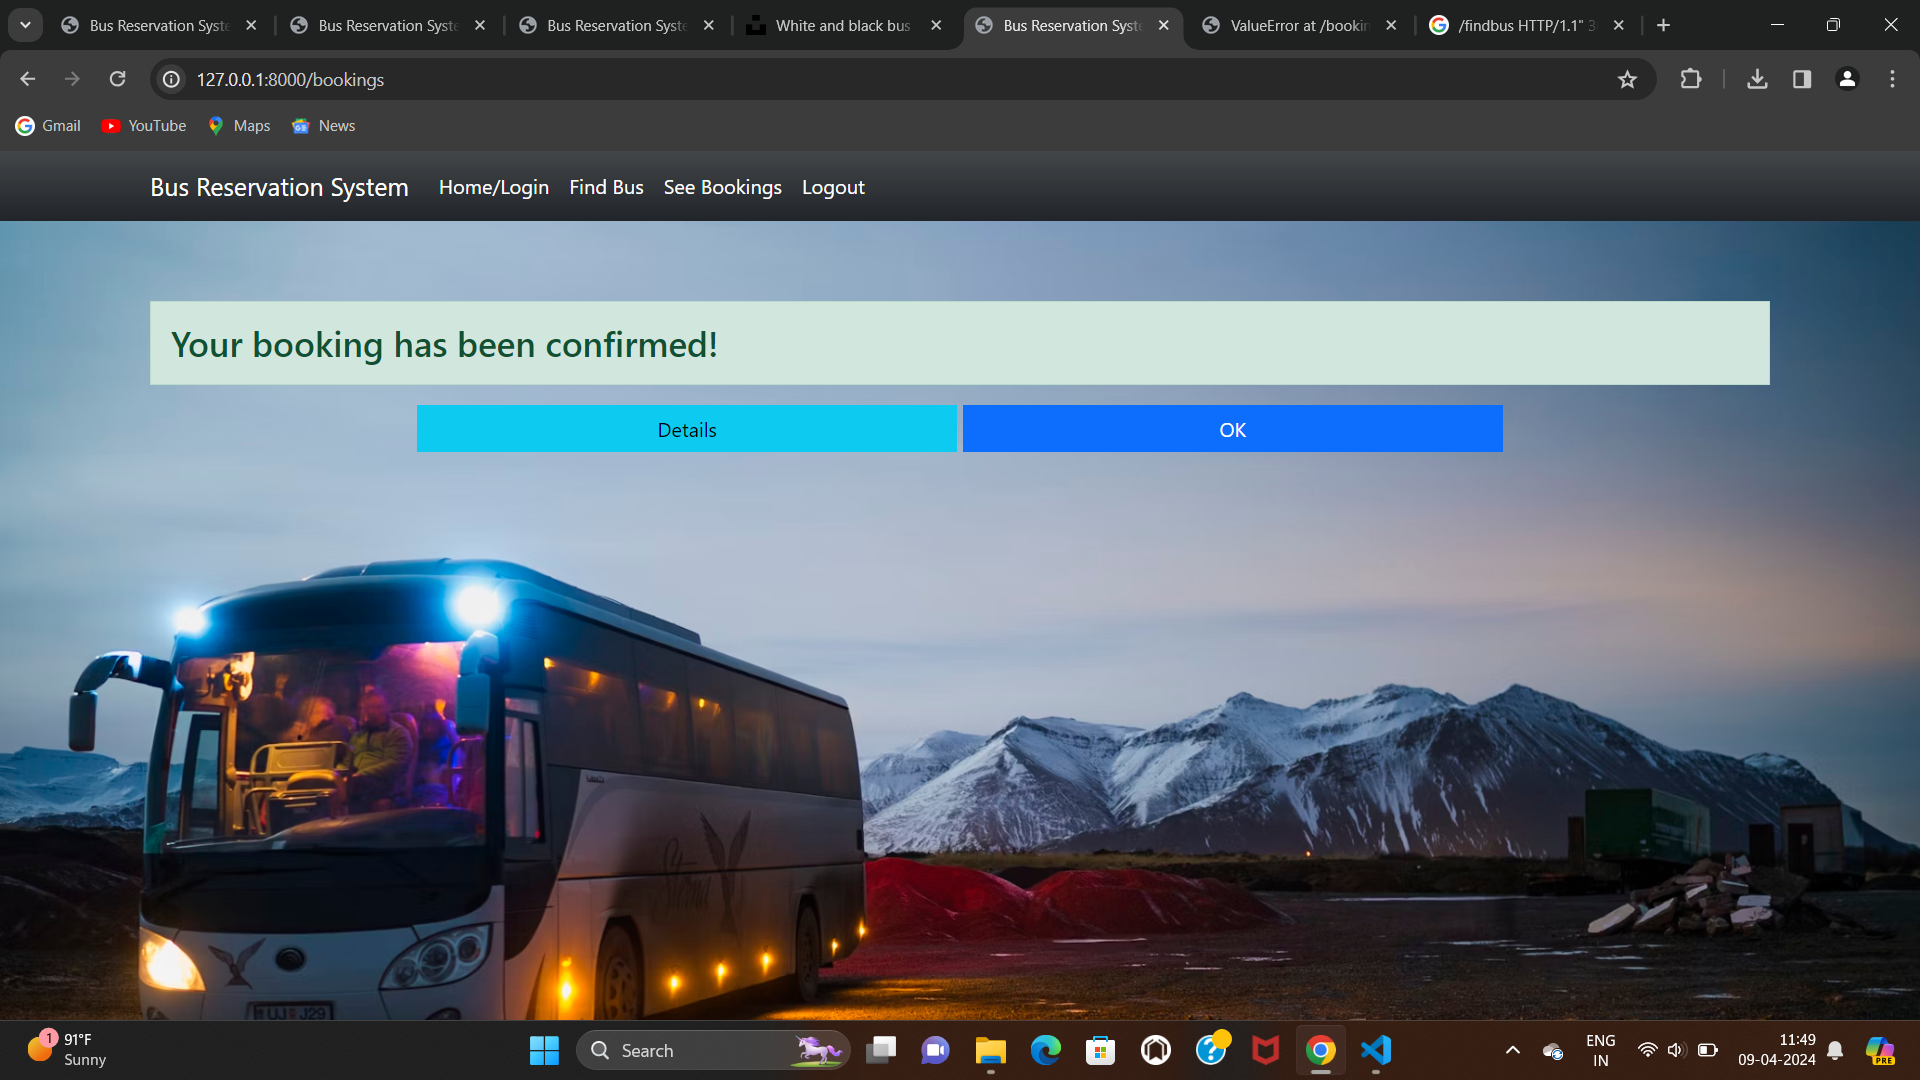 Bus Reservation Syste
Bus Reservation Syste
Bus Reservation Syste
White and black bus
Bus Reservation Syste
ValueError at /bookin
/findbus HTTP/1.1" 3
127.0.0.1:8000/bookings
Gmail
YouTube
Maps
News
Bus Reservation System
Home/Login
Find Bus
See Bookings
Logout
Your booking has been confirmed!
Details
OK
1
91°F
Sunny
Search
ENG
IN
11:49
09-04-2024
PRE